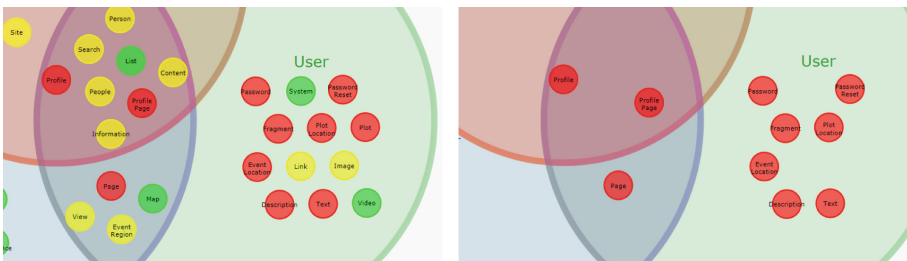 Person
Site
Search
List
Content
Profile
People
Profile
Page
Information
Page
Map
View
Event
Region
ace
User
Password
System
Password
Reset
Fragment
Plot
Location
Plot
Event
Location
Link
Image
Description
Text
Video
Profile
Profile
Page
Page
User
Password
Password
Reset
Fragment
Plot
Location
Event
Location
Description
Text